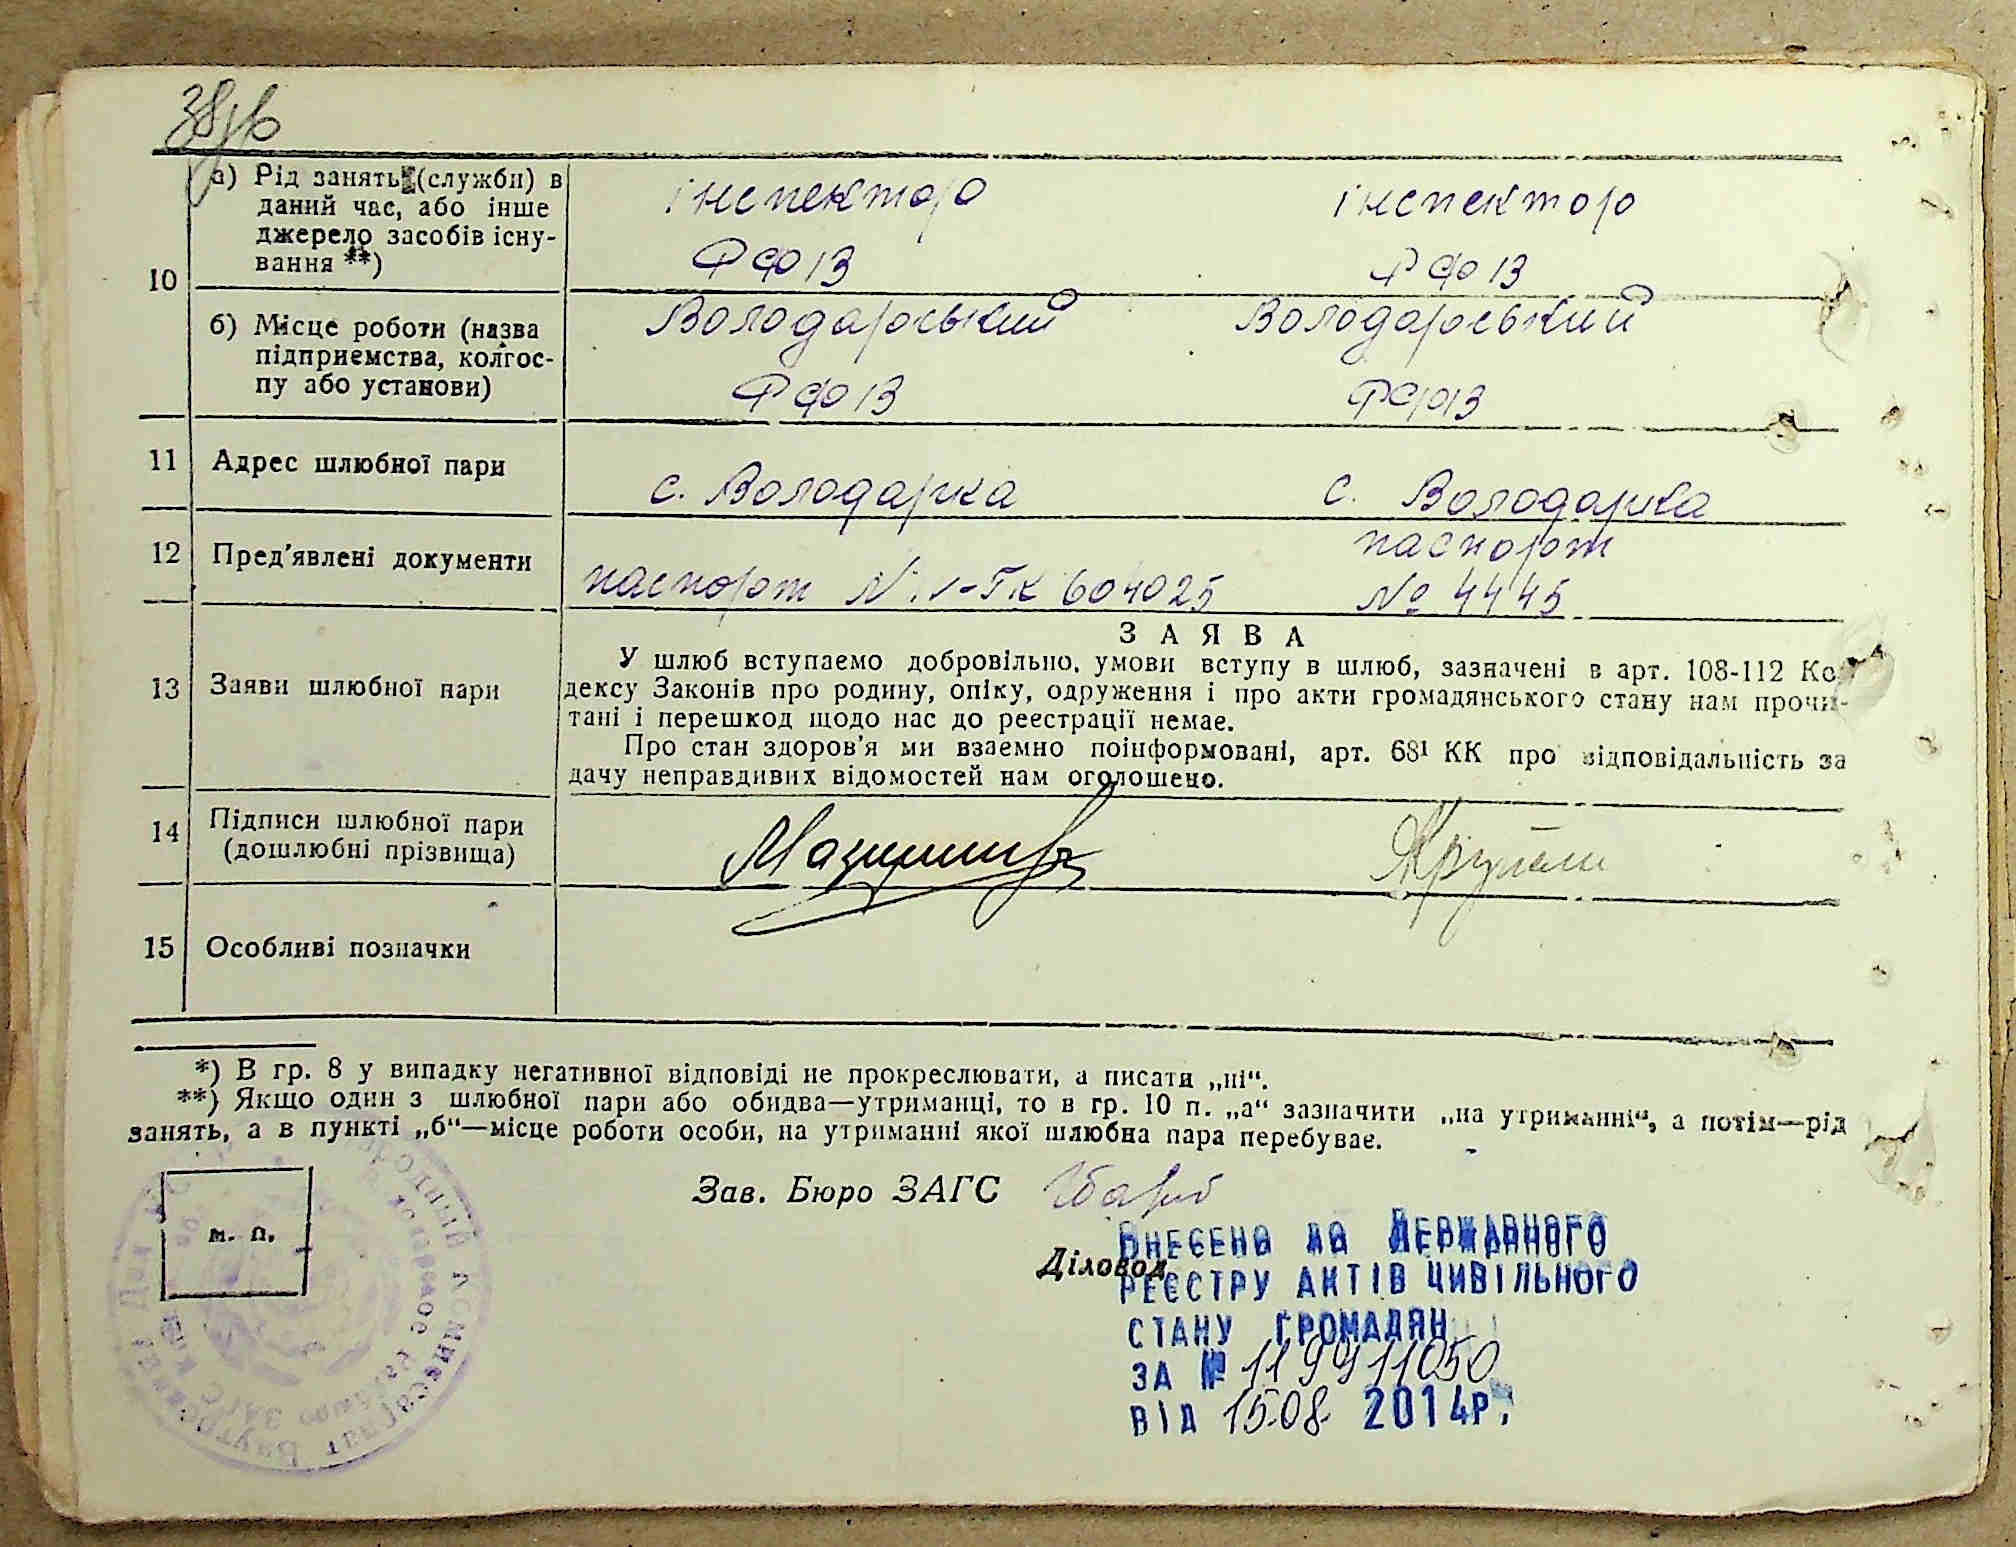 38зв
10
а) Рід занять (служби) в
даний час, або інше
джерело засобів існу-
вання **)
інспектор
РФВ
інспектор
РФВ
б) Місце роботи (назва
підприємства, колгос-
пу або установи)
Володарський
РФВ
Володарський
РФВ
11 Адрес шлюбної пари
с. Володарка
с. Володарка
12 Пред'явлені документи
паспорт ГК 604025
паспорт
№ 4445
13 Заяви шлюбної пари
ЗАЯВА
У шлюб вступаємо добровільно, умови вступу в шлюб, зазначені в арт. 108-112 Ко-
дексу Законів про родину, опіку, одруження і про акти громадянського стану нам прочи-
тані і перешкод щодо нас до реєстрації немає.
Про стан здоров'я ми взаємно поінформовані, арт. 68¹ КК про відповідальність за
дачу неправдивих відомостей нам оголошено.
14 Підписи шлюбної пари
(дошлюбні прізвища)
15 Особливі позначки
*) В гр. 8 у випадку негативної відповіді не прокреслювати, а писати „ні“.
**) Якщо один з шлюбної пари або обидва—утриманці, то в гр. 10 п. „а“ зазначити „на утриманні“, а потім—рід
занять, а в пункті „б“—місце роботи особи, на утриманні якої шлюбна пара перебуває.
м. п.
Зав. Бюро ЗАГС
Діловод
ВНЕСЕНО ДО ДЕРЖАВНОГО
РЕЄСТРУ АКТІВ ЦИВІЛЬНОГО
СТАНУ ГРОМАДЯН
ЗА № 119911050
ВІД 15.08. 2014Р.